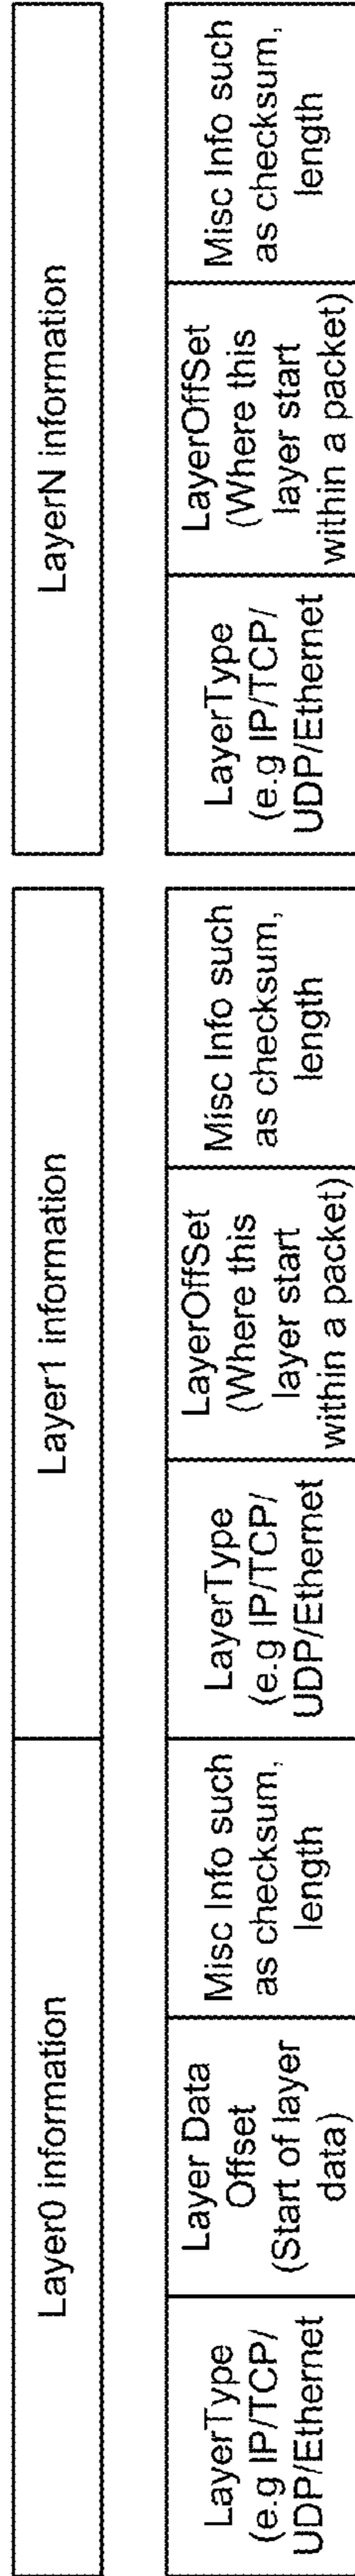 Layer0 information
Layer1 information
LayerN information
LayerType
(e.g IP/TCP/
UDP/Ethernet
Layer Data
Offset
(Start of layer
data)
Misc Info such
as checksum,
length
LayerType
(e.g IP/TCP/
UDP/Ethernet
LayerOffSet
(Where this
layer start
within a packet)
Misc Info such
as checksum,
length
LayerType
(e.g IP/TCP/
UDP/Ethernet
LayerOffSet
(Where this
layer start
within a packet)
Misc Info such
as checksum,
length